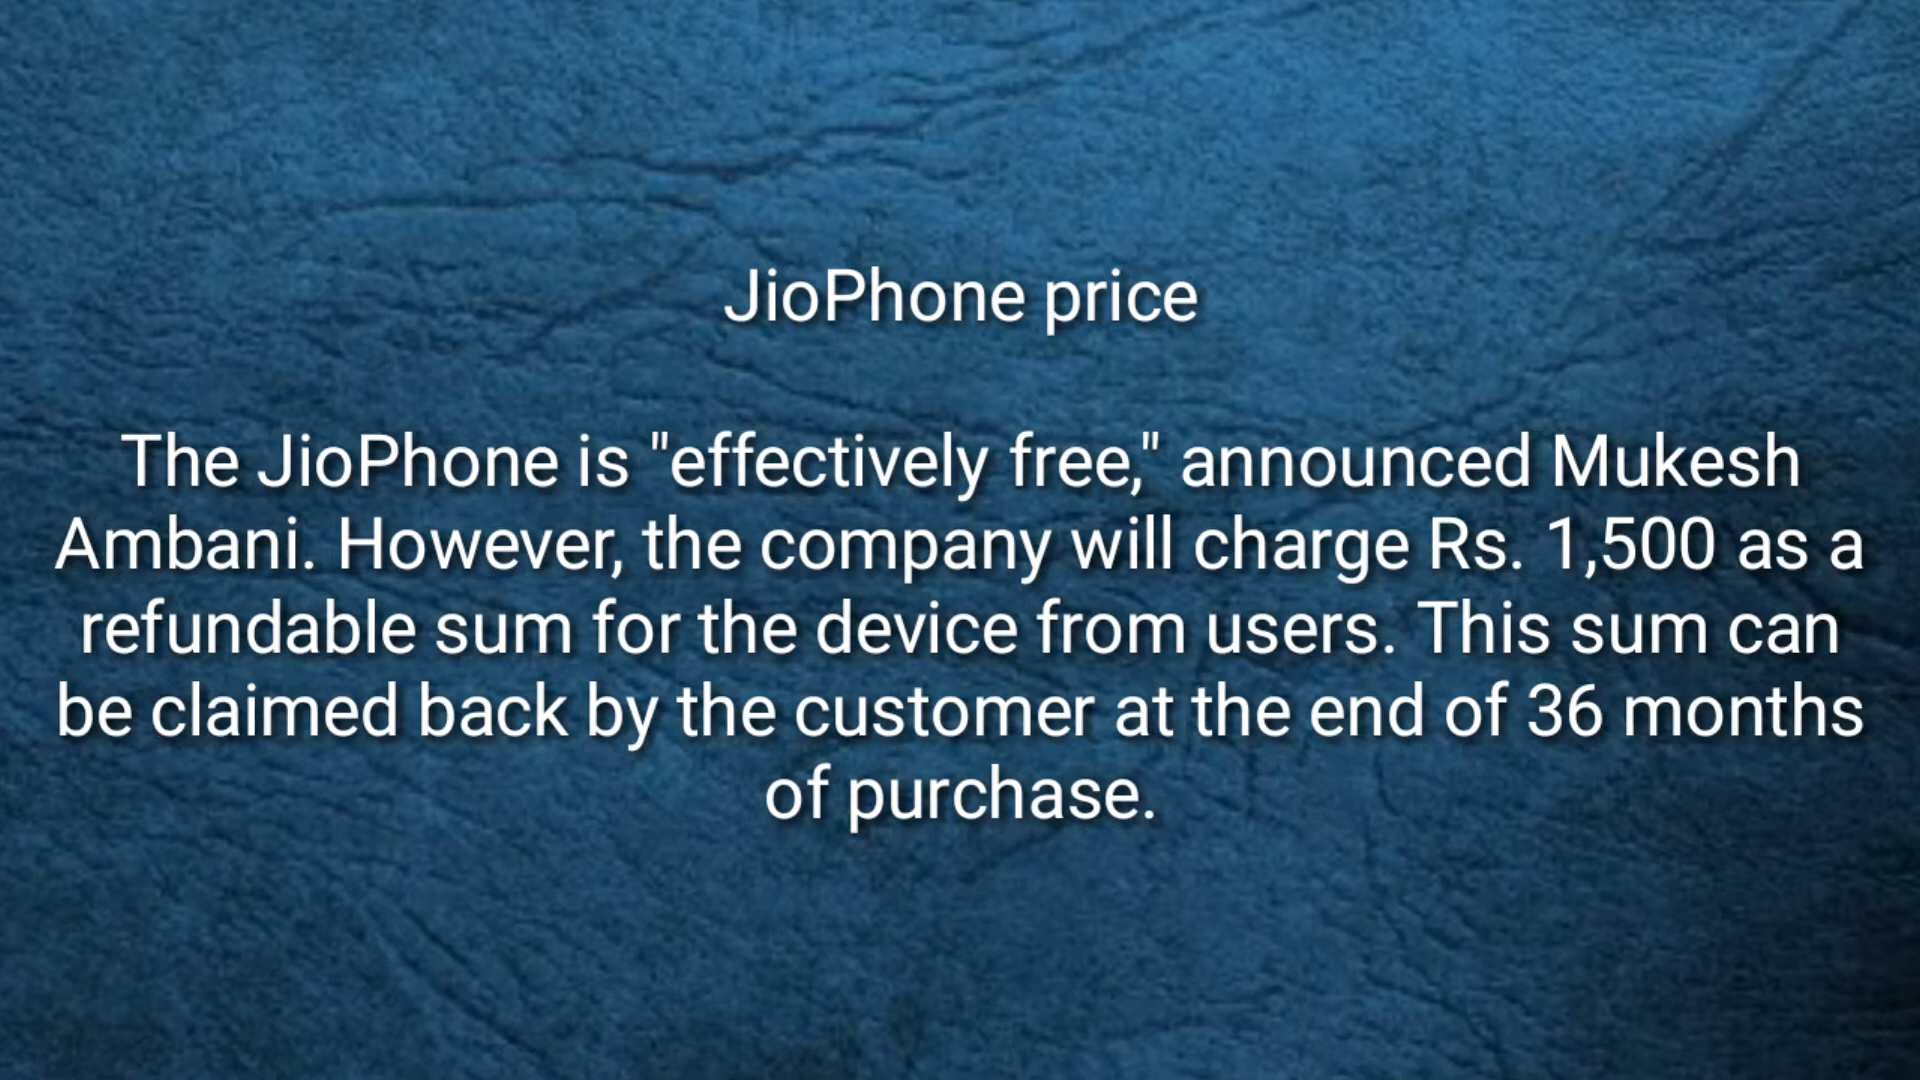 JioPhone price
The JioPhone is "effectively free," announced Mukesh
Ambani. However, the company will charge Rs. 1,500 as a
refundable sum for the device from users. This sum can
be claimed back by the customer at the end of 36 months
of purchase.